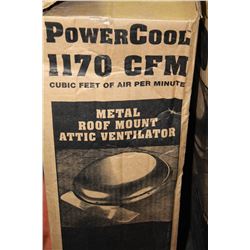 POWERCOOL
1170 CFM
CUBIC FEET OF AIR PER MINUTE
METAL
ROOF MOUNT
ATTIC VENTILATOR